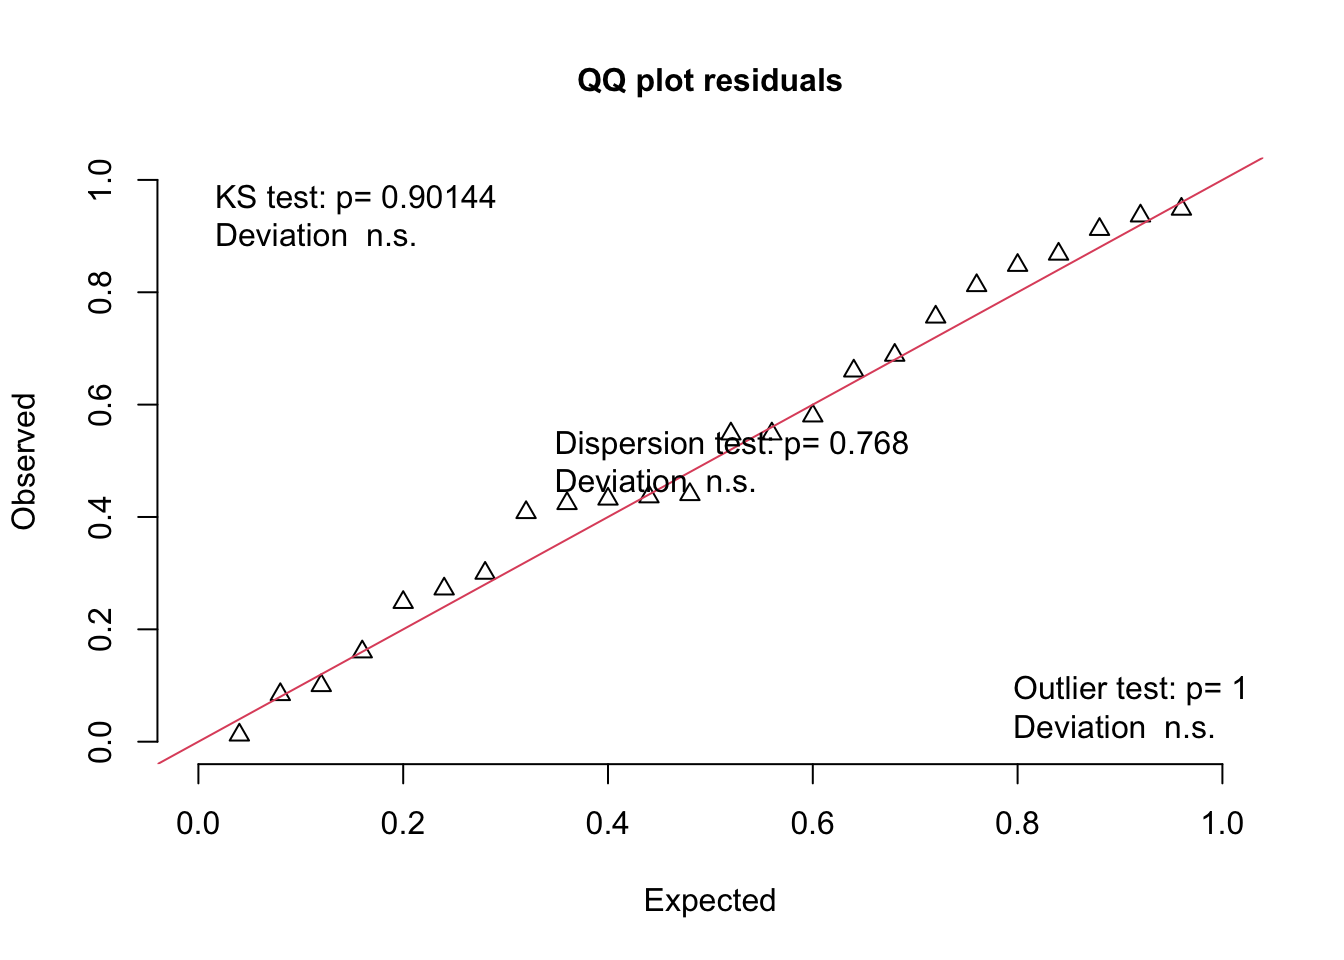 QQ plot residuals
KS test: p= 0.90144
Deviation  n.s.
Dispersion test: p= 0.768
Deviation  n.s.
Outlier test: p= 1
Deviation  n.s.
Observed
1.0
0.8
0.6
0.4
0.2
0.0
0.0 0.2 0.4 0.6 0.8 1.0
Expected